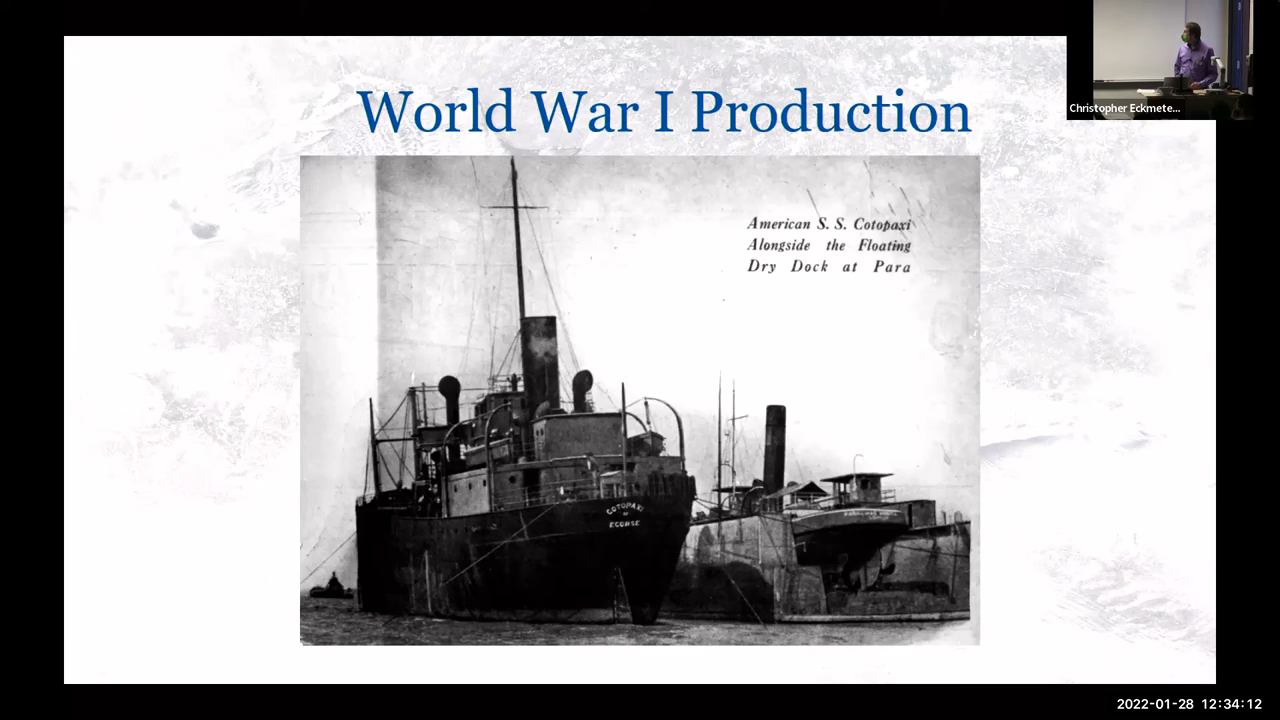 World War I Production
Christopher Eckmete...
American S. S. Cotopaxi
Alongside the Floating
Dry Dock at Para
COTOPAXI
OF
ECORSE
2022-01-28 12:34:12